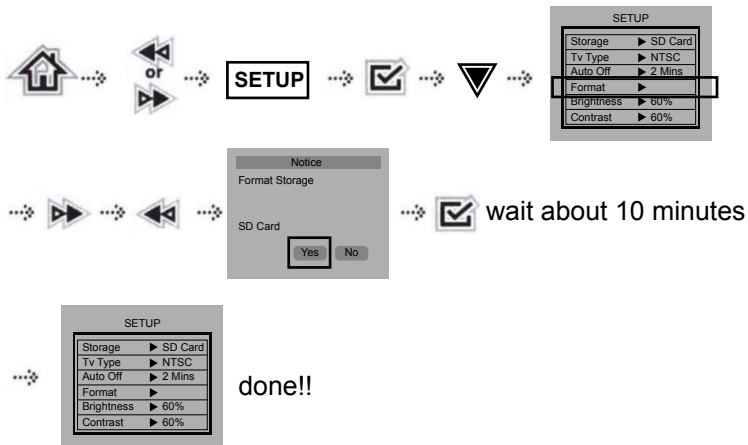 or
SETUP
SETUP
Storage ▶ SD Card
Tv Type ▶ NTSC
Auto Off ▶ 2 Mins
Format ▶
Brightness ▶ 60%
Contrast ▶ 60%
Notice
Format Storage
SD Card
Yes No
wait about 10 minutes
SETUP
Storage ▶ SD Card
Tv Type ▶ NTSC
Auto Off ▶ 2 Mins
Format ▶
Brightness ▶ 60%
Contrast ▶ 60%
done!!